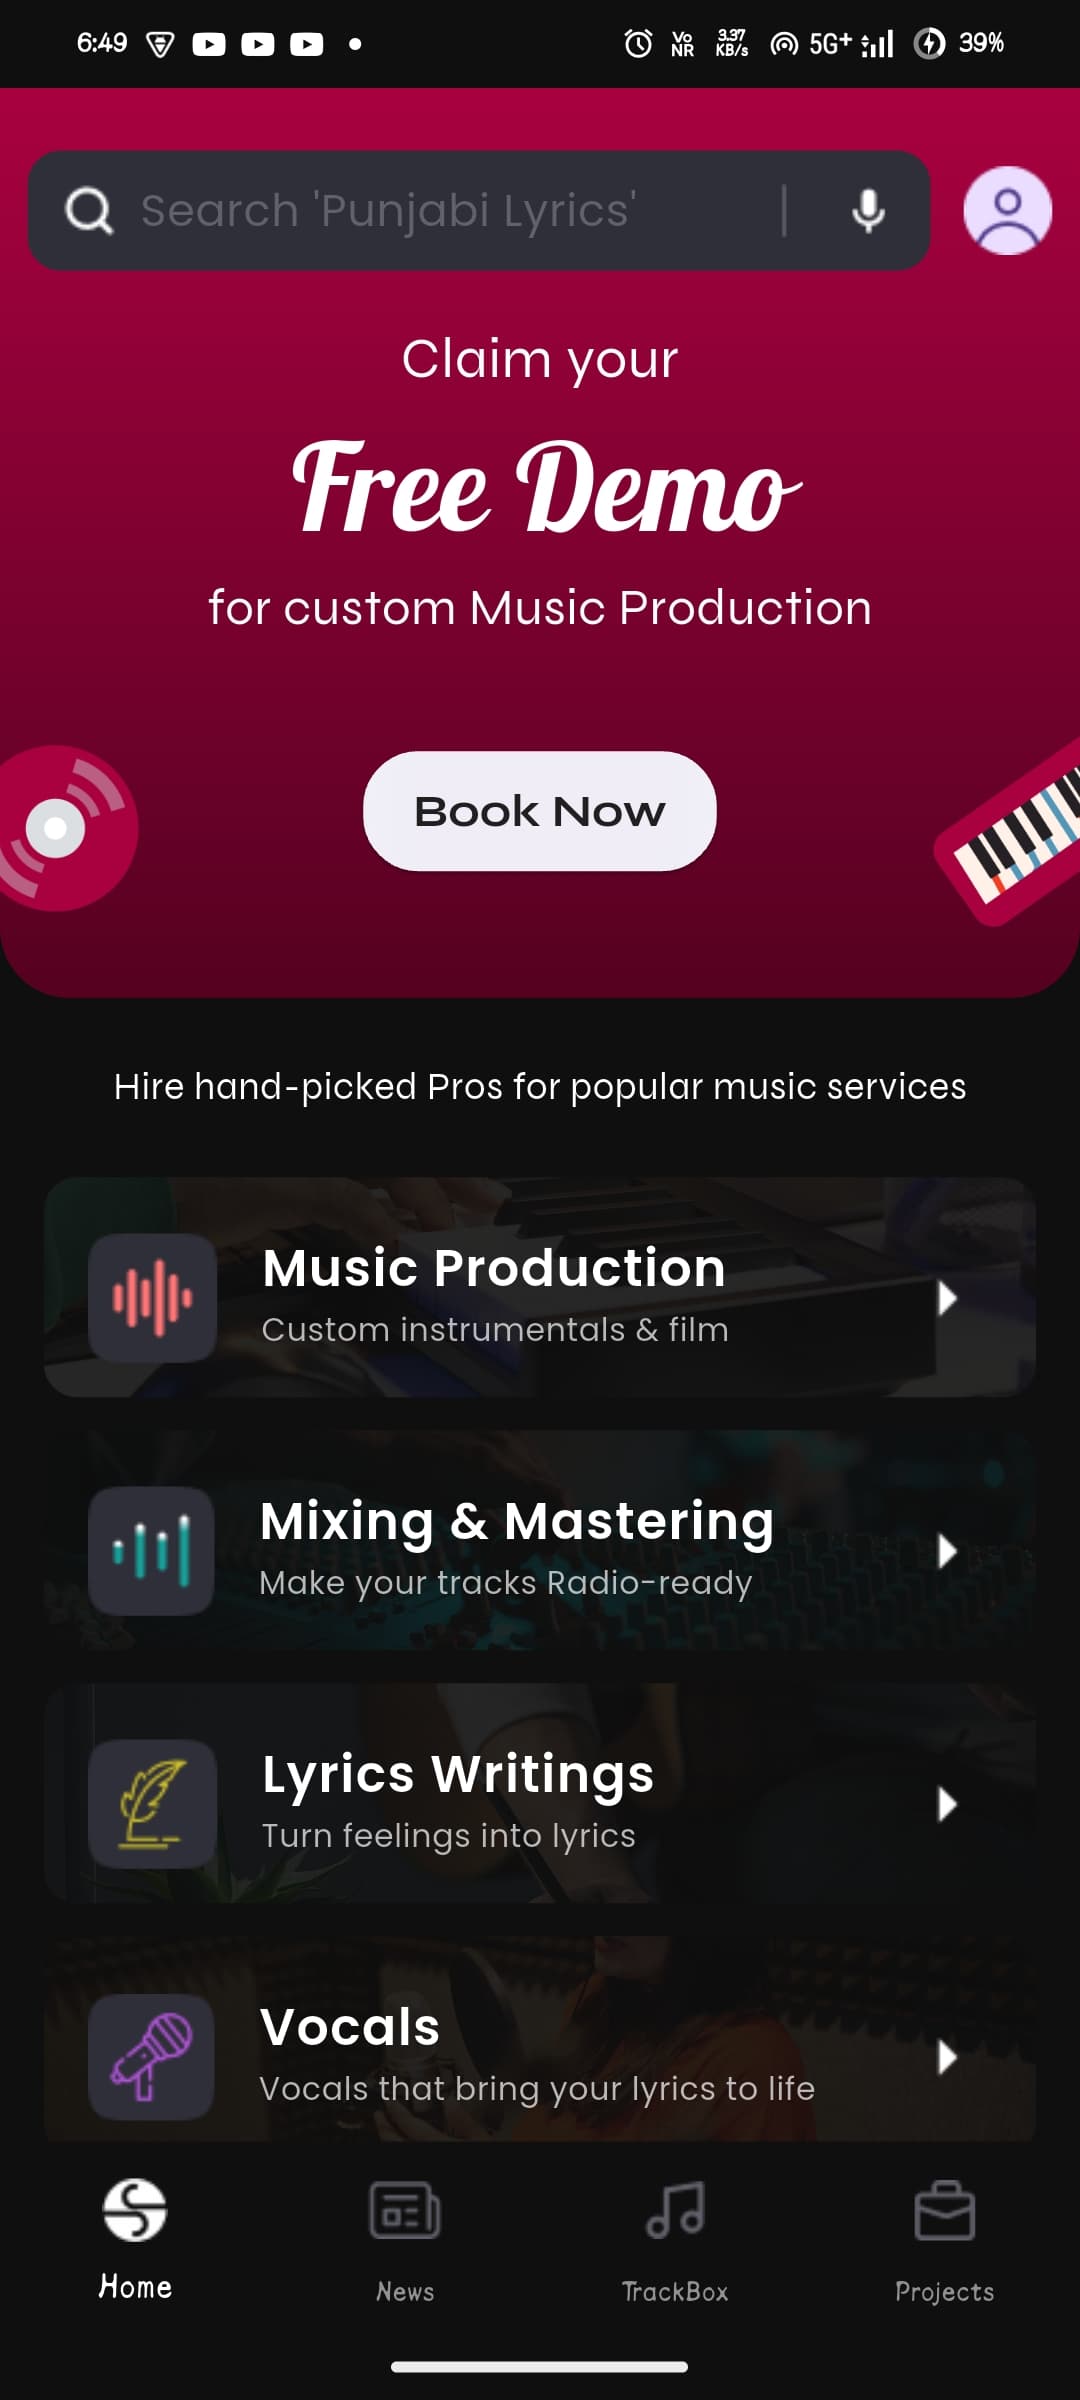 6:49
Vo NR
3.37 KB/s
5G+
39%
Search 'Punjabi Lyrics'
Claim your
Free Demo
for custom Music Production
Book Now
Hire hand-picked Pros for popular music services
Music Production
Custom instrumentals & film
Mixing & Mastering
Make your tracks Radio-ready
Lyrics Writings
Turn feelings into lyrics
Vocals
Vocals that bring your lyrics to life
Home
News
TrackBox
Projects